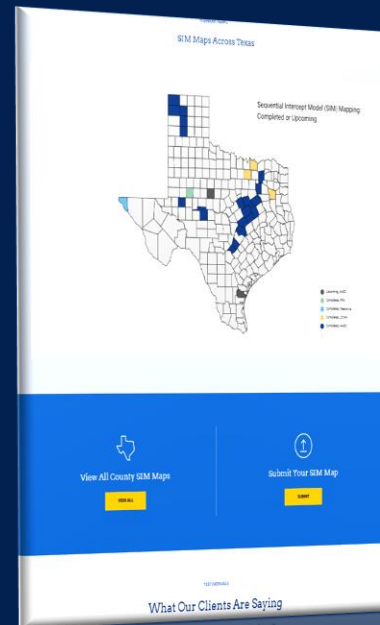 SIM Maps Across Texas
Sequential Intercept Model (SIM) Mapping:
Completed or Upcoming
View All County SIM Maps
VIEW ALL
Submit Your SIM Map
SUBMIT
TESTIMONIALS
What Our Clients Are Saying